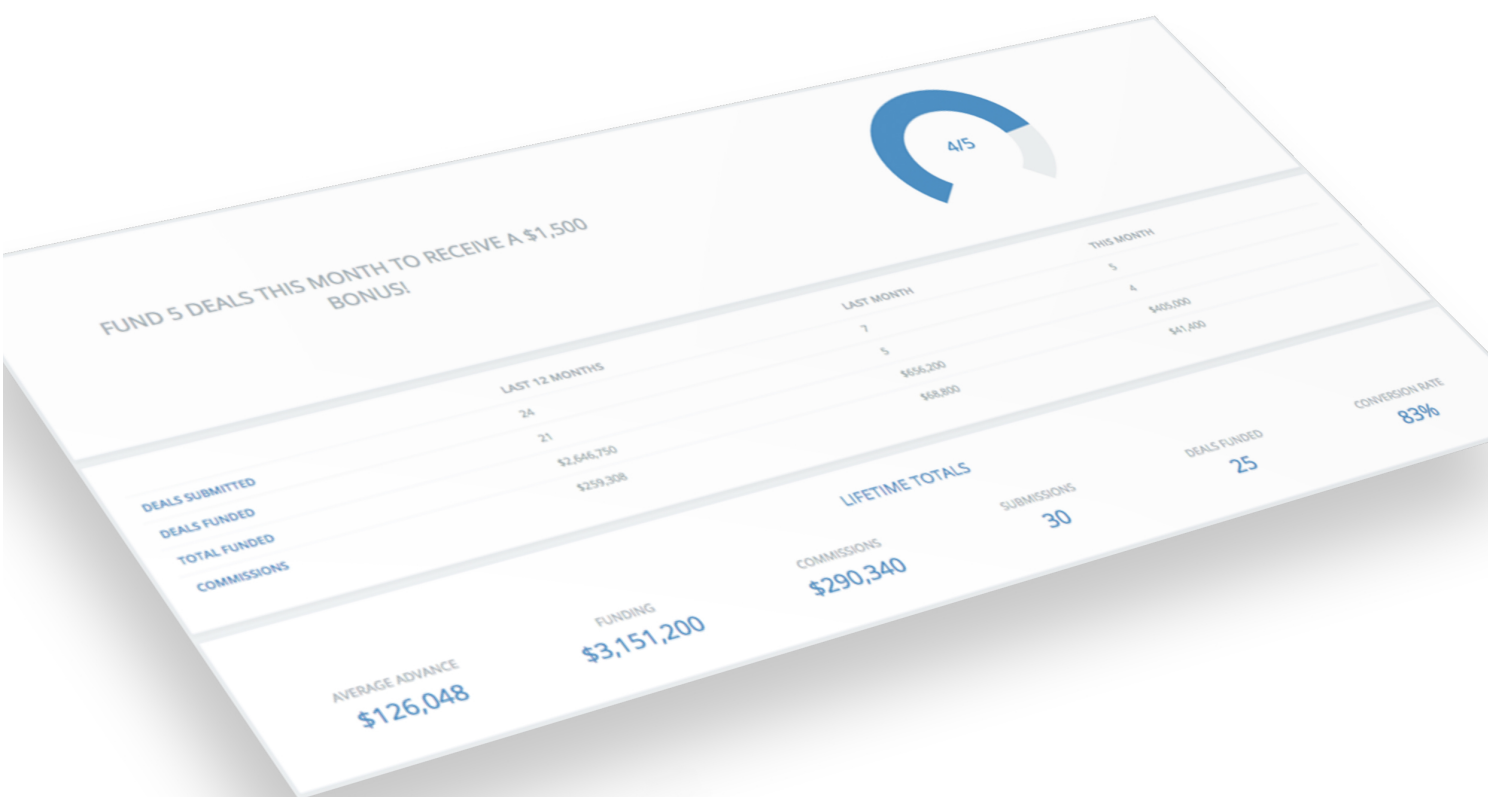 FUND 5 DEALS THIS MONTH TO RECEIVE A $1,500
BONUS!
4/5
LAST 12 MONTHS LAST MONTH THIS MONTH
DEALS SUBMITTED 24 7 5
DEALS FUNDED 21 5 4
TOTAL FUNDED $2,646,750 $656,200 $405,000
COMMISSIONS $259,308 $68,800 $41,400
LIFETIME TOTALS
AVERAGE ADVANCE FUNDING COMMISSIONS SUBMISSIONS DEALS FUNDED CONVERSION RATE
$126,048 $3,151,200 $290,340 30 25 83%